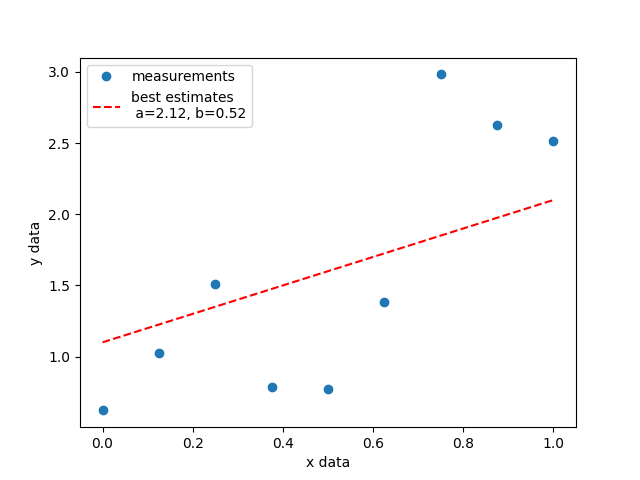 measurements
best estimates
a=2.12, b=0.52
3.0
2.5
2.0
1.5
1.0
y data
0.0 0.2 0.4 0.6 0.8 1.0
x data